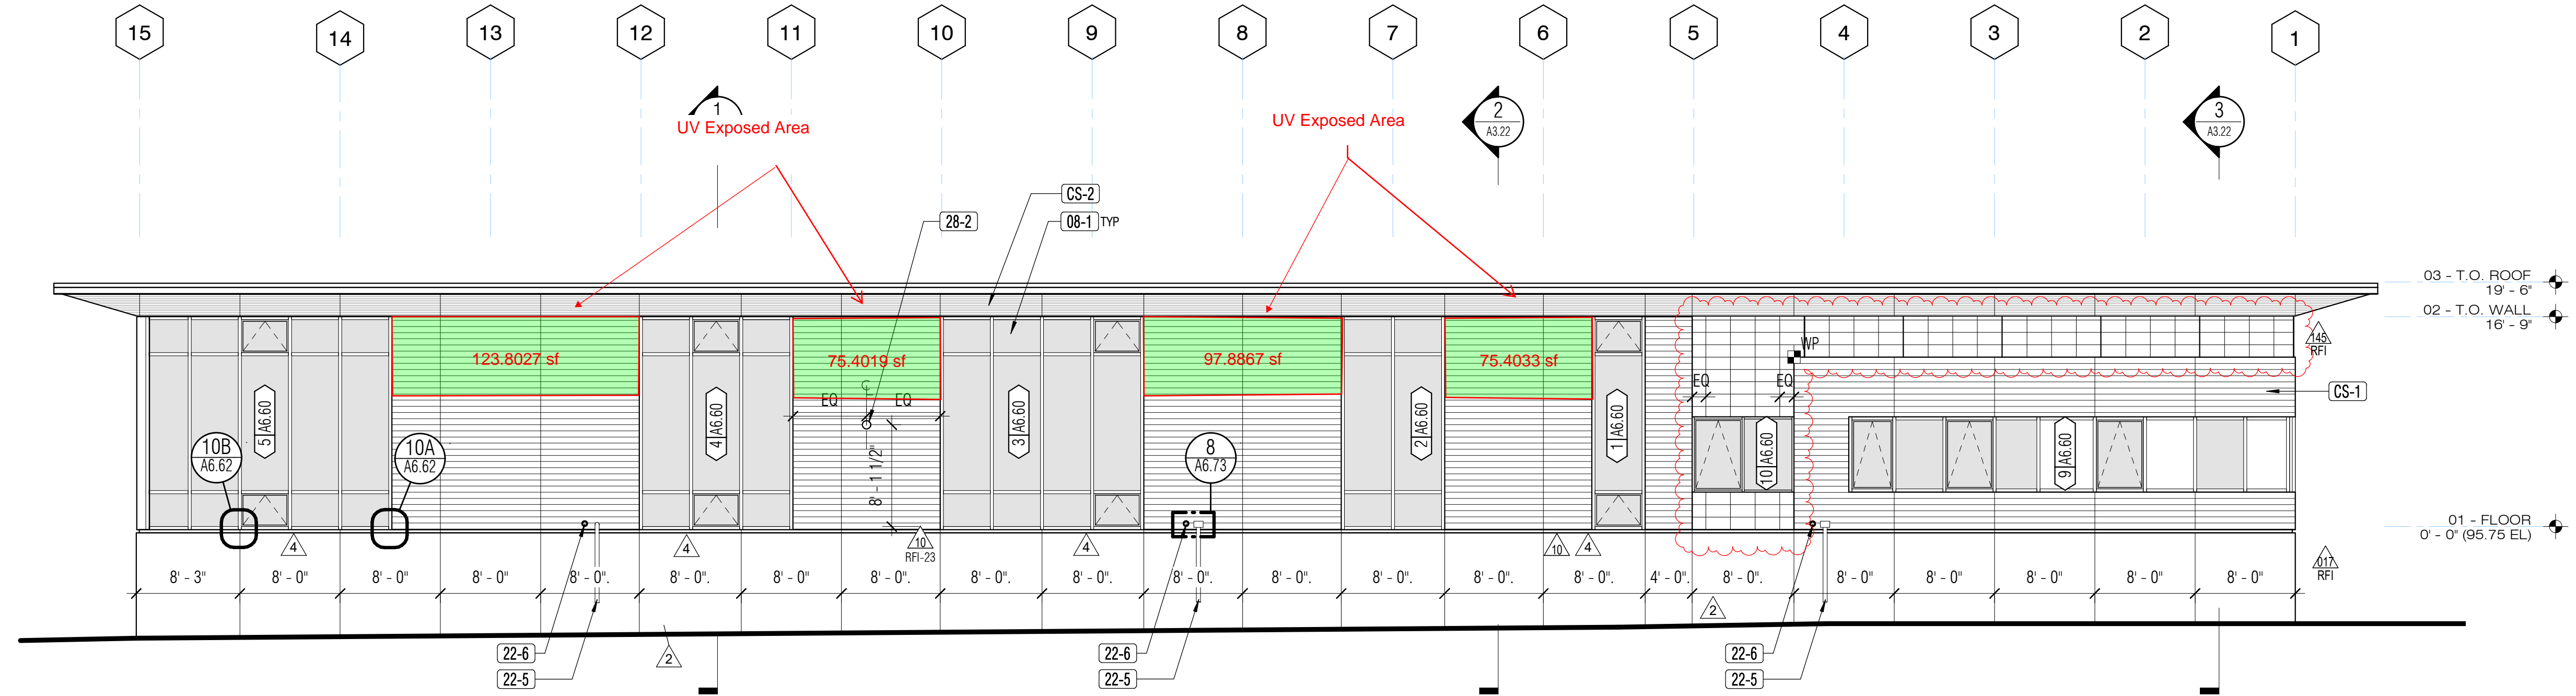 15
14
13
12
11
10
9
8
7
6
5
4
3
2
1
1
UV Exposed Area
UV Exposed Area
2
A3.22
3
A3.22
CS-2
28-2
08-1 TYP
03 - T.O. ROOF
19' - 6"
02 - T.O. WALL
16' - 9"
145
RFI
WP
123.8027 sf
75.4019 sf
97.8867 sf
75.4033 sf
EQ
EQ
EQ
EQ
CS-1
5 A6.60
4 A6.60
3 A6.60
2 A6.60
1 A6.60
10 A6.60
9 A6.60
10B
A6.62
10A
A6.62
8' - 1 1/2"
8
A6.73
01 - FLOOR
0' - 0" (95.75 EL)
4
4
10
RFI-23
4
10
4
017
RFI
8' - 3"
8' - 0"
8' - 0"
8' - 0"
8' - 0".
8' - 0".
8' - 0"
8' - 0".
8' - 0".
8' - 0".
8' - 0".
8' - 0".
8' - 0".
8' - 0".
8' - 0".
4' - 0".
8' - 0".
8' - 0"
8' - 0"
8' - 0"
8' - 0"
8' - 0"
2
2
22-6
22-5
22-6
22-5
22-6
22-5